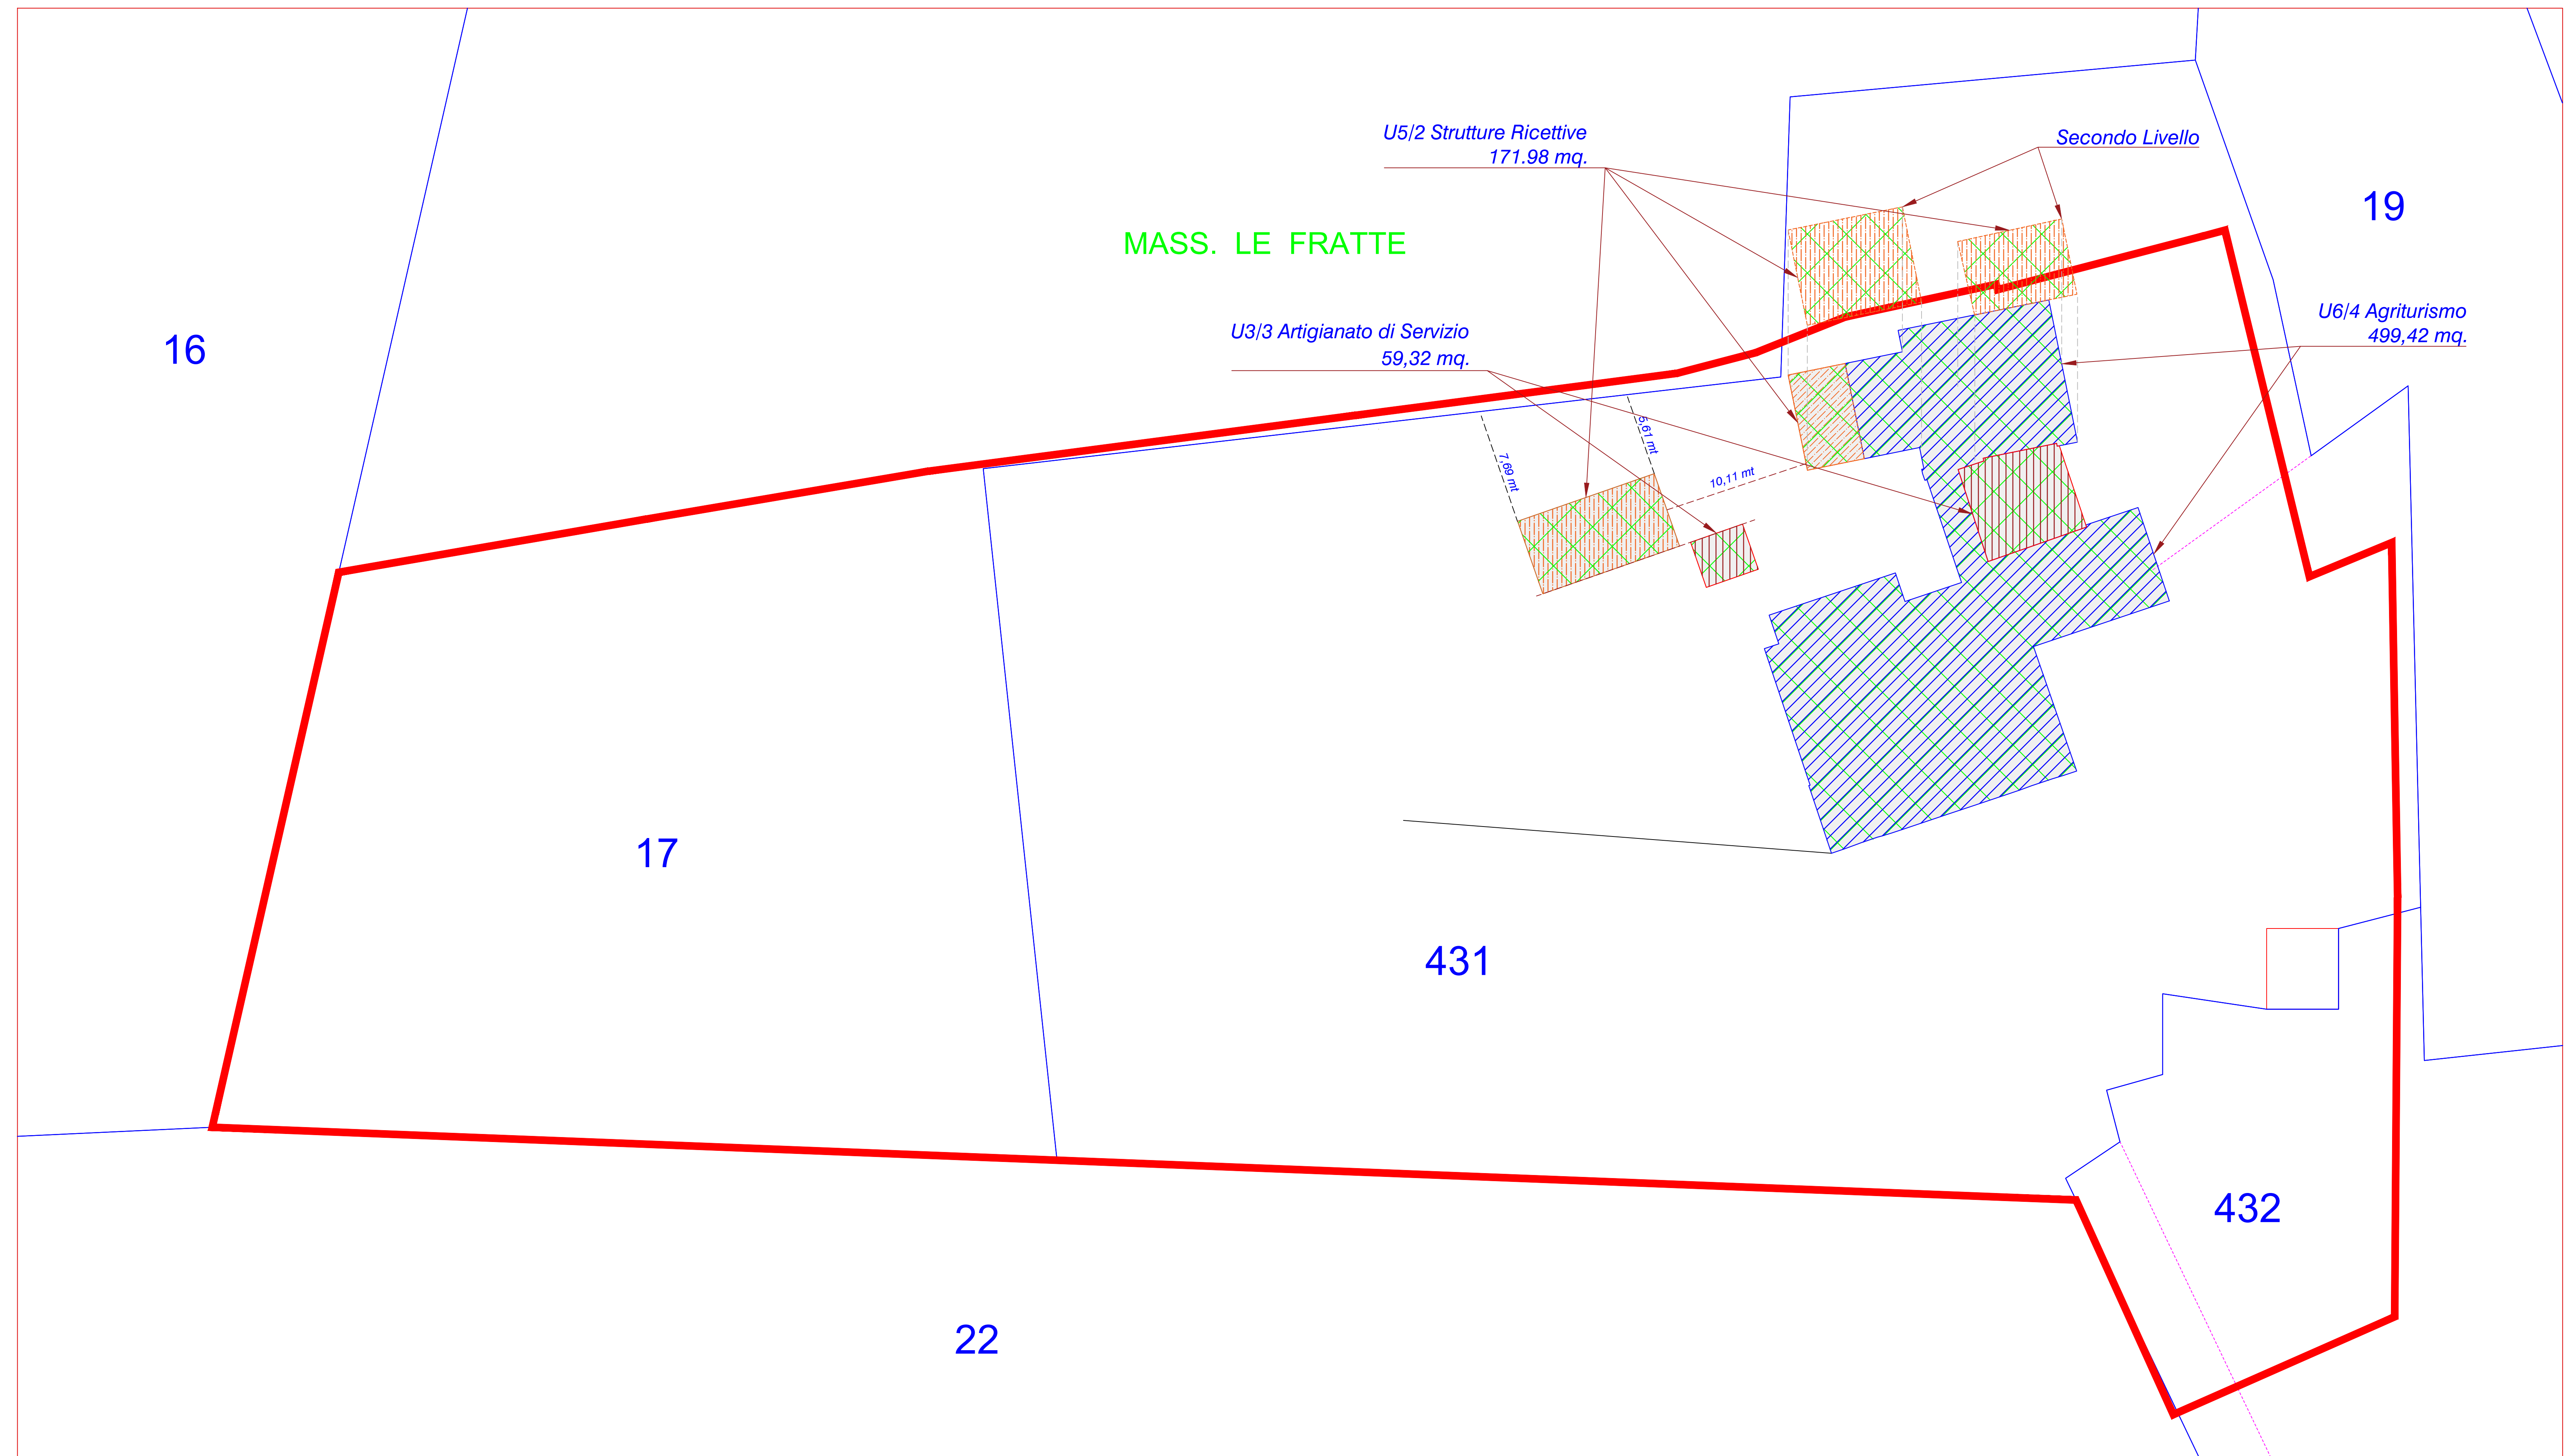 U5/2 Strutture Ricettive
171.98 mq.
Secondo Livello
19
MASS. LE FRATTE
U6/4 Agriturismo
499,42 mq.
U3/3 Artigianato di Servizio
59,32 mq.
16
5,61 mt
7,69 mt
10,11 mt
17
431
432
22